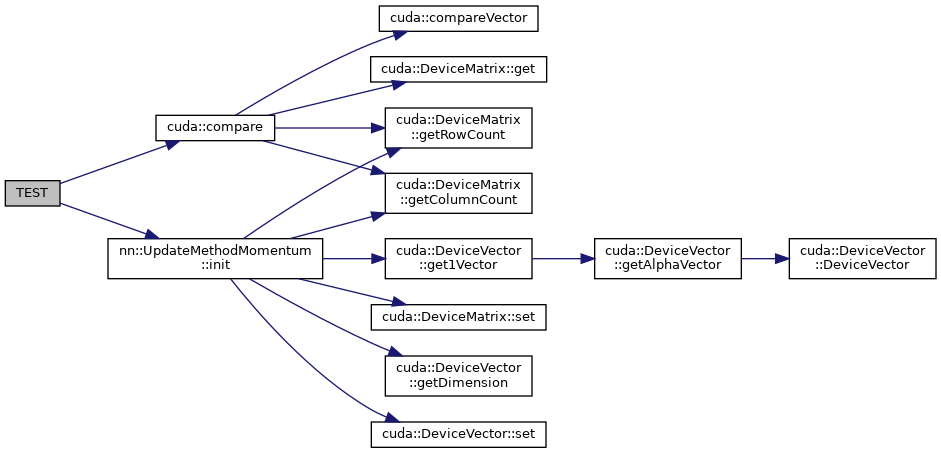 TEST
cuda::compare
nn::UpdateMethodMomentum
::init
cuda::compareVector
cuda::DeviceMatrix::get
cuda::DeviceMatrix
::getRowCount
cuda::DeviceMatrix
::getColumnCount
cuda::DeviceVector
::get1Vector
cuda::DeviceMatrix::set
cuda::DeviceVector
::getDimension
cuda::DeviceVector::set
cuda::DeviceVector
::getAlphaVector
cuda::DeviceVector
::DeviceVector